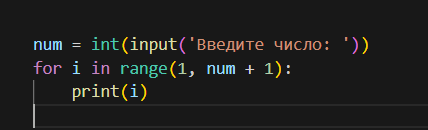 num = int(input('Введите число: '))
for i in range(1, num + 1):
    print(i)